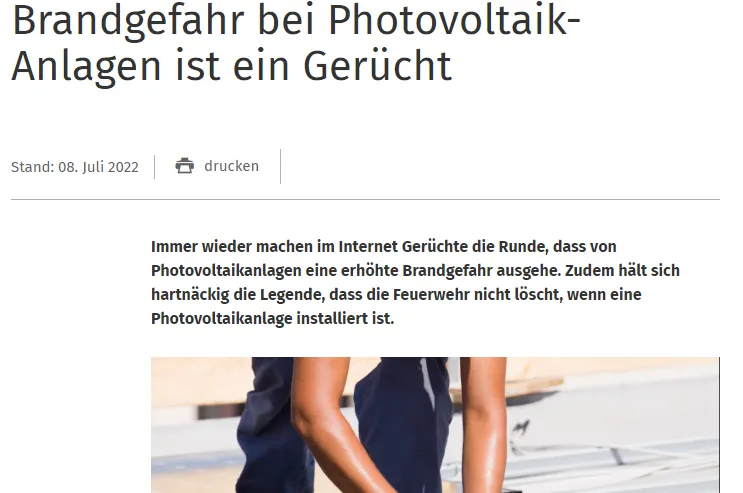 Brandgefahr bei Photovoltaik-
Anlagen ist ein Gerücht
Stand: 08. Juli 2022
drucken
Immer wieder machen im Internet Gerüchte die Runde, dass von
Photovoltaikanlagen eine erhöhte Brandgefahr ausgehe. Zudem hält sich
hartnäckig die Legende, dass die Feuerwehr nicht löscht, wenn eine
Photovoltaikanlage installiert ist.